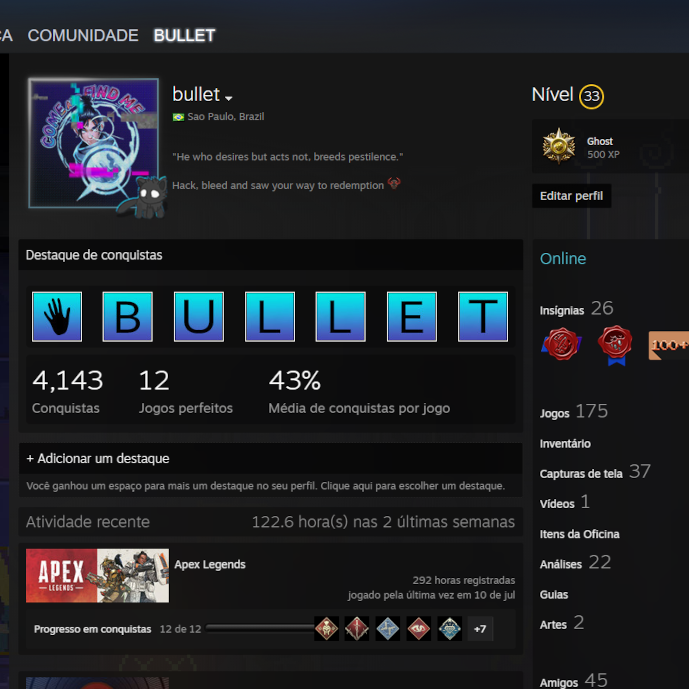 COMUNIDADE BULLET
COME & FIND ME
bullet
Sao Paulo, Brazil
"He who desires but acts not, breeds pestilence."
Hack, bleed and saw your way to redemption
Nível 33
Ghost
500 XP
Editar perfil
Destaque de conquistas
B U L L E T
4,143 12 43%
Conquistas Jogos perfeitos Média de conquistas por jogo
+ Adicionar um destaque
Você ganhou um espaço para mais um destaque no seu perfil. Clique aqui para escolher um destaque.
Atividade recente 122.6 hora(s) nas 2 últimas semanas
APEX
LEGENDS
Apex Legends
292 horas registradas
jogado pela última vez em 10 de jul
Progresso em conquistas 12 de 12 +7
Online
Insígnias 26
100+
Jogos 175
Inventário
Capturas de tela 37
Vídeos 1
Itens da Oficina
Análises 22
Guias
Artes 2
Amigos 45